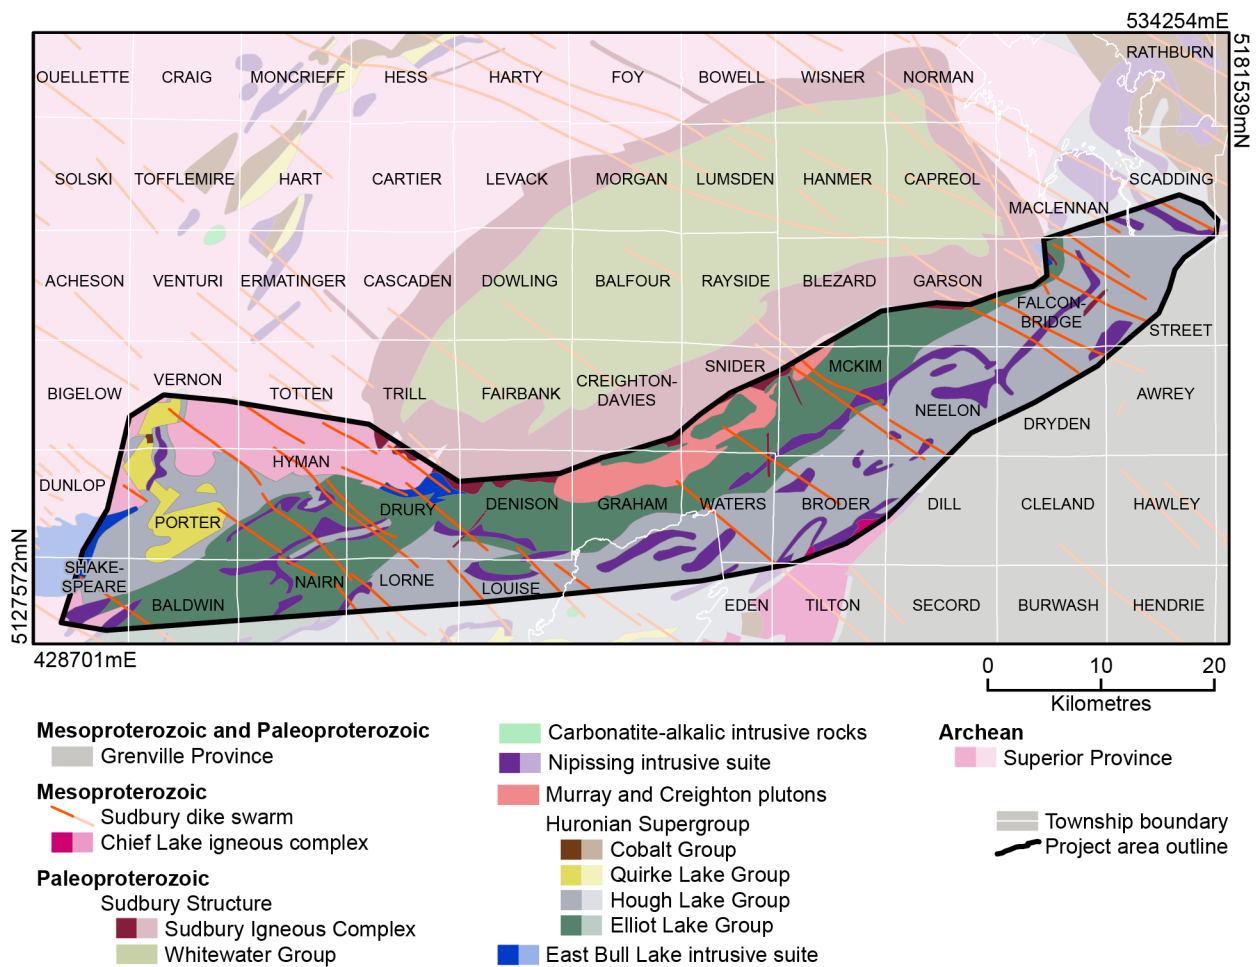 534254mE
5181539mN
RATHBURN
OUELLETTE CRAIG MONCRIEFF HESS HARTY FOY BOWELL WISNER NORMAN
SOLSKI TOFFLEMIRE HART CARTIER LEVACK MORGAN LUMSDEN HANMER CAPREOL SCADDING
MACLENNAN
ACHESON VENTURI ERMATINGER CASCADEN DOWLING BALFOUR RAYSIDE BLEZARD GARSON
FALCON-
BRIDGE
STREET
VERNON
BIGELOW TOTTEN TRILL FAIRBANK
CREIGHTON-
DAVIES
SNIDER MCKIM
NEELON AWREY
DRYDEN
HYMAN
DUNLOP
PORTER DRURY DENISON GRAHAM WATERS BRODER DILL CLELAND HAWLEY
SHAKE-
SPEARE
NAIRN LORNE LOUISE
BALDWIN EDEN TILTON SECORD BURWASH HENDRIE
5127572mN
428701mE
0 10 20
Kilometres
Mesoproterozoic and Paleoproterozoic
Grenville Province
Mesoproterozoic
Sudbury dike swarm
Chief Lake igneous complex
Paleoproterozoic
Sudbury Structure
Sudbury Igneous Complex
Whitewater Group
Carbonatite-alkalic intrusive rocks
Nipissing intrusive suite
Murray and Creighton plutons
Huronian Supergroup
Cobalt Group
Quirke Lake Group
Hough Lake Group
Elliot Lake Group
East Bull Lake intrusive suite
Archean
Superior Province
Township boundary
Project area outline